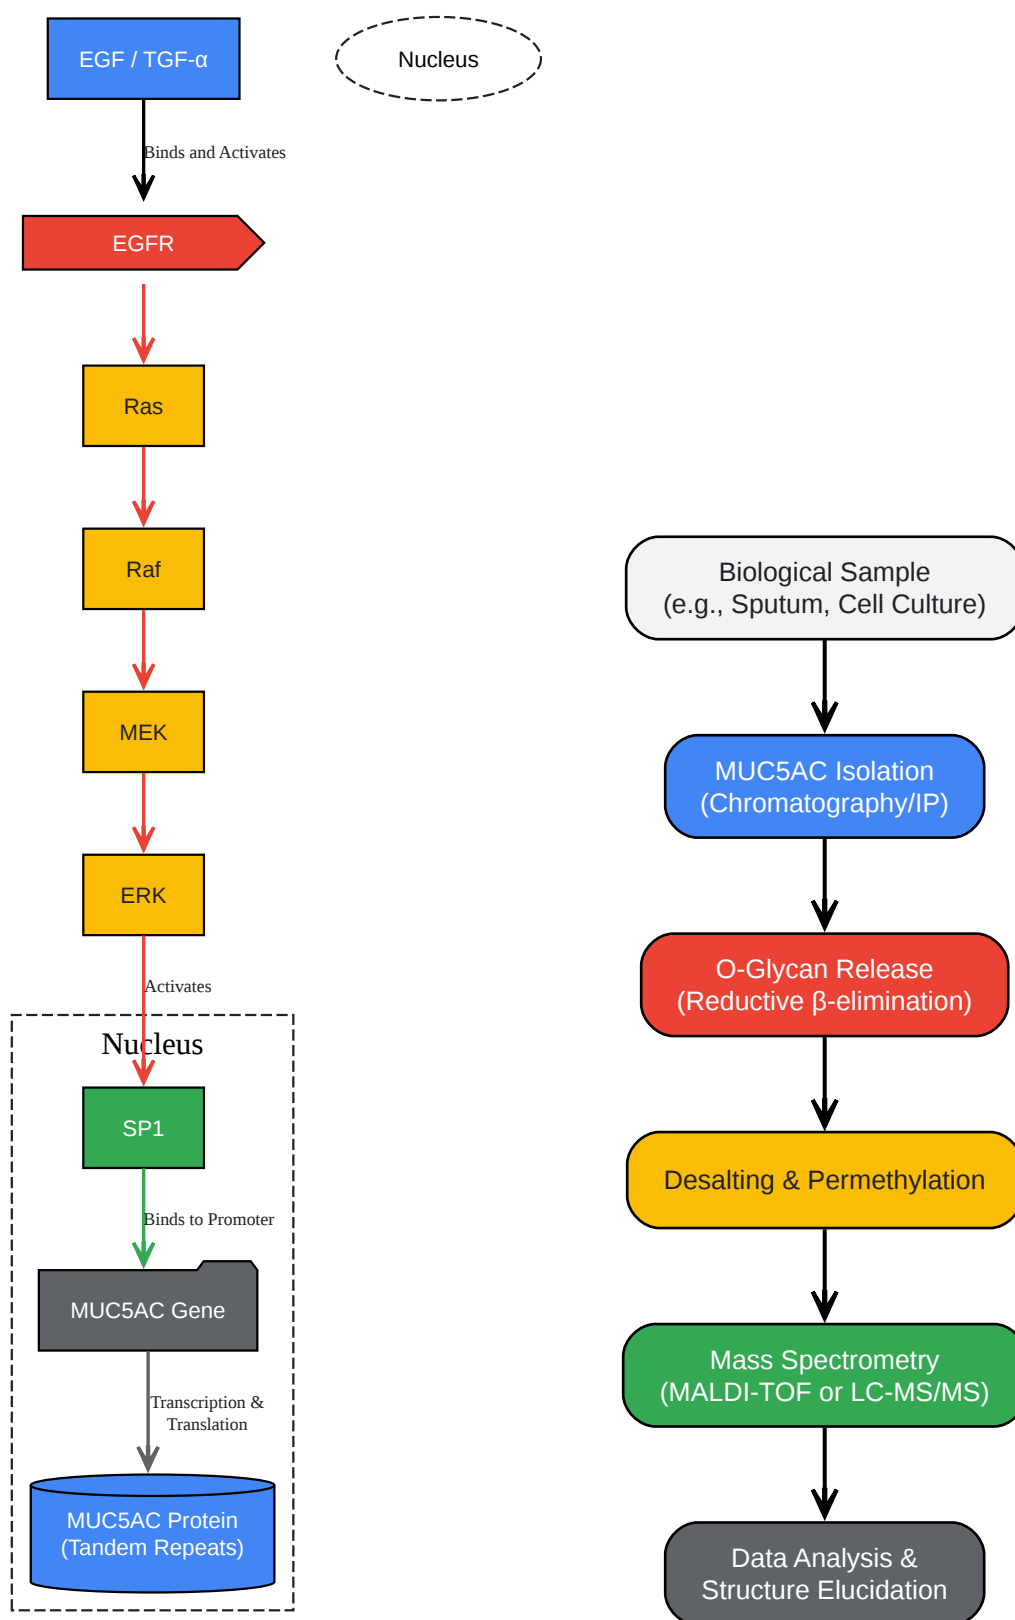 EGF / TGF-α
Nucleus
Binds and Activates
EGFR
Ras
Raf
MEK
ERK
Activates
Nucleus
SP1
Binds to Promoter
MUC5AC Gene
Transcription &
Translation
MUC5AC Protein
(Tandem Repeats)
Biological Sample
(e.g., Sputum, Cell Culture)
MUC5AC Isolation
(Chromatography/IP)
O-Glycan Release
(Reductive β-elimination)
Desalting & Permethylation
Mass Spectrometry
(MALDI-TOF or LC-MS/MS)
Data Analysis &
Structure Elucidation